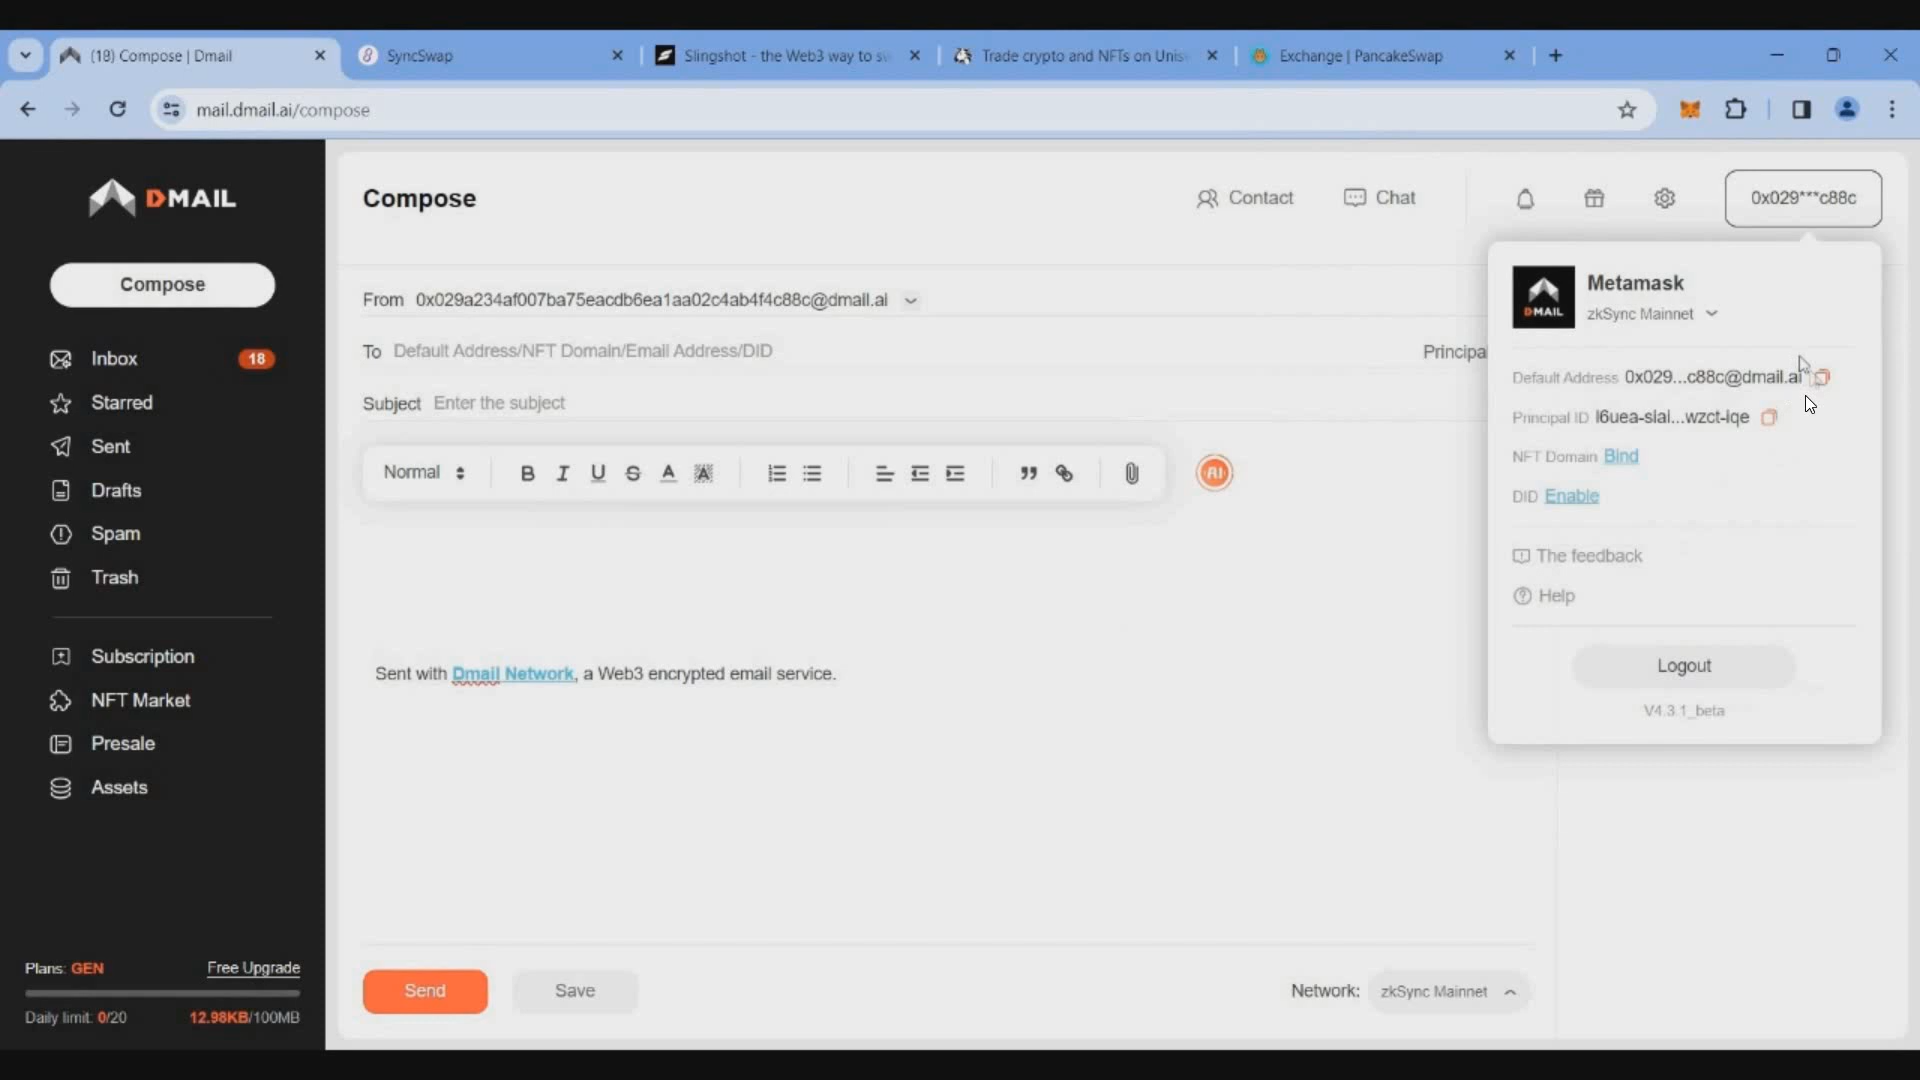 (18) Compose | Dmail
SyncSwap
Slingshot - the Web3 way to sw
Trade crypto and NFTs on Unis
Exchange | PancakeSwap
mail.dmail.ai/compose
DMAIL
Compose
Contact
Chat
0x029***c88c
Compose
Metamask
DMAIL
zkSync Mainnet
From 0x029a234af007ba75eacdb6ea1aa02c4ab4f4c88c@dmail.ai
Inbox 18
To Default Address/NFT Domain/Email Address/DID
Principal
Default Address 0x029...c88c@dmail.ai
Starred
Subject Enter the subject
Principal ID l6uea-slai...wzct-iqe
Sent
Normal
B I U S A A
AI
NFT Domain Bind
Drafts
DID Enable
Spam
The feedback
Trash
Help
Subscription
Sent with Dmail Network, a Web3 encrypted email service.
Logout
NFT Market
V4.3.1_beta
Presale
Assets
Plans: GEN Free Upgrade
Send
Save
Network: zkSync Mainnet
Daily limit: 0/20 12.98KB/100MB